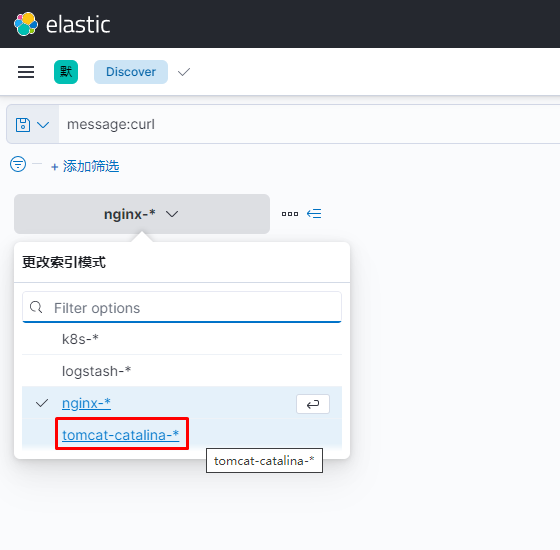 elastic
默
Discover
message:curl
+ 添加筛选
nginx-*
更改索引模式
Filter options
k8s-*
logstash-*
nginx-*
tomcat-catalina-*
tomcat-catalina-*